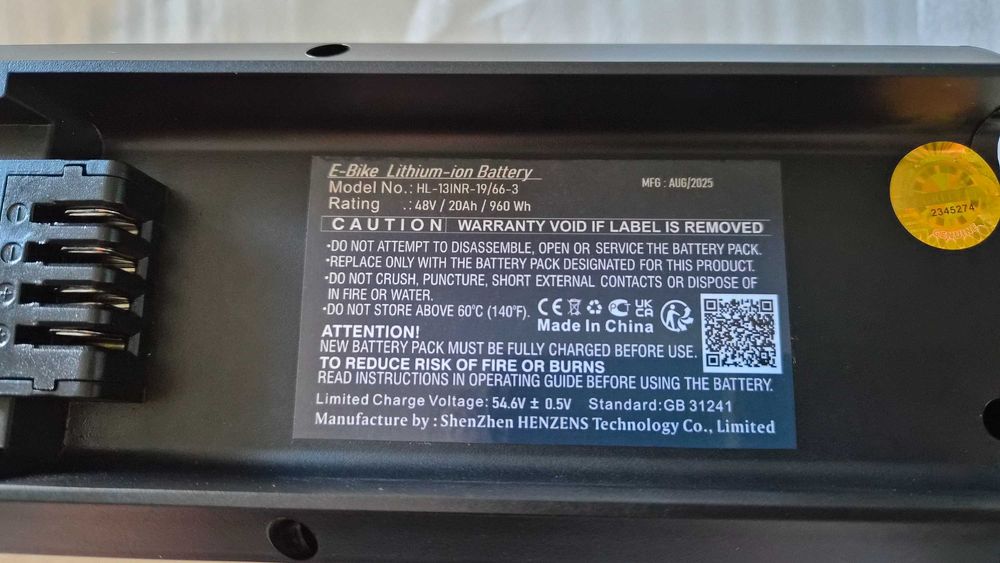 E-Bike Lithium-ion Battery
Model No.: HL-13INR-19/66-3
MFG : AUG/2025
Rating .: 48V / 20Ah / 960 Wh
CAUTION WARRANTY VOID IF LABEL IS REMOVED
•DO NOT ATTEMPT TO DISASSEMBLE, OPEN OR SERVICE THE BATTERY PACK.
•REPLACE ONLY WITH THE BATTERY PACK DESIGNATED FOR THIS PRODUCT.
•DO NOT CRUSH, PUNCTURE, SHORT EXTERNAL CONTACTS OR DISPOSE OF
IN FIRE OR WATER.
•DO NOT STORE ABOVE 60°C (140°F).
CE UK CA
Made In China
ATTENTION!
NEW BATTERY PACK MUST BE FULLY CHARGED BEFORE USE.
TO REDUCE RISK OF FIRE OR BURNS
READ INSTRUCTIONS IN OPERATING GUIDE BEFORE USING THE BATTERY.
Limited Charge Voltage: 54.6V ± 0.5V Standard:GB 31241
Manufacture by : ShenZhen HENZENS Technology Co., Limited
2345274
GENUINE